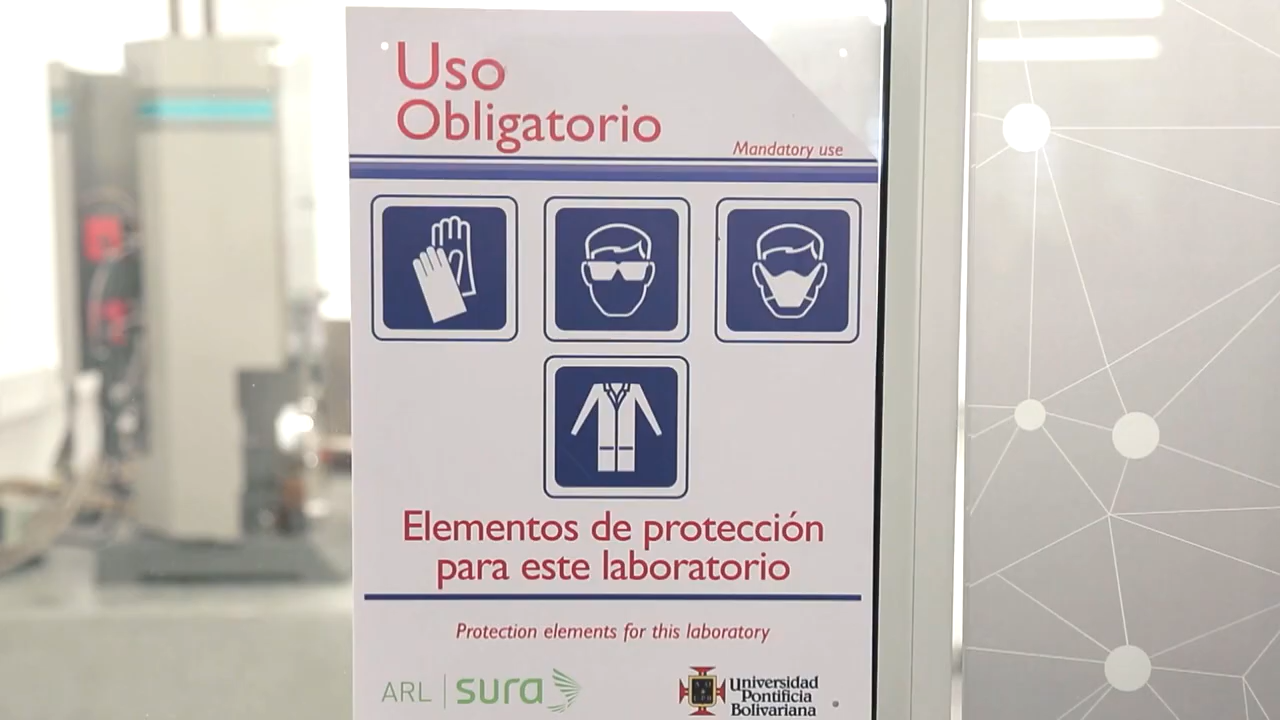 Uso
Obligatorio
Mandatory use
Elementos de protección
para este laboratorio
Protection elements for this laboratory
ARL | sura
Universidad
Pontificia
Bolivariana